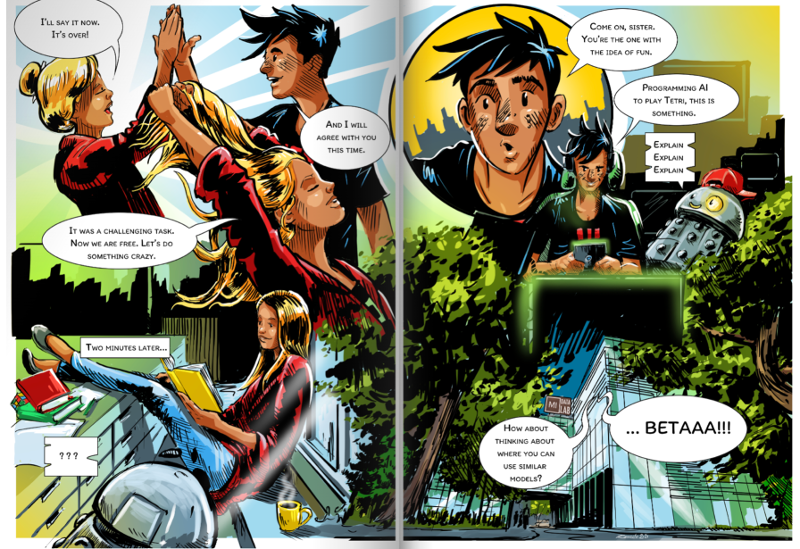 I'll say it now.
It's over!
And I will
agree with you
this time.
It was a challenging task.
Now we are free. Let's do
something crazy.
Two minutes later...
? ? ?
Come on, sister.
You're the one with
the idea of fun.
Programming AI
to play Tetri, this is
something.
Explain
Explain
Explain
MI
DATA
LAB
How about
thinking about
where you can
use similar
models?
... BETAAA!!!